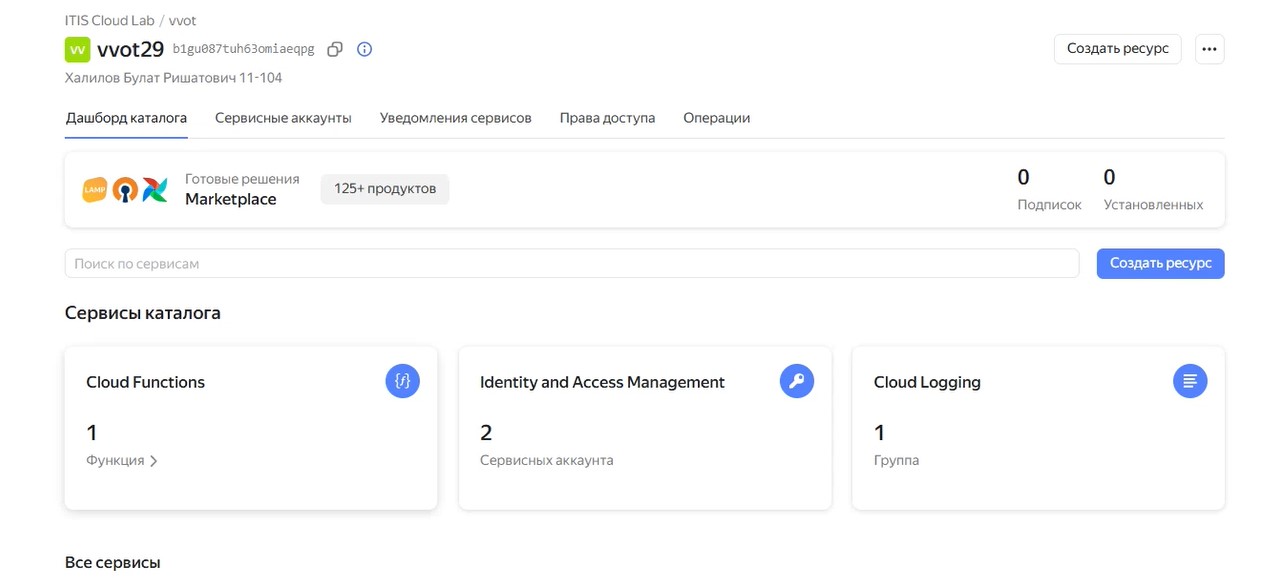 ITIS Cloud Lab / vvot
vv vvot29 b1gu087tuh63omiaeqpg
Создать ресурс
Халилов Булат Ришатович 11-104
Дашборд каталога Сервисные аккаунты Уведомления сервисов Права доступа Операции
LAMP
Готовые решения
Marketplace
125+ продуктов
0 0
Подписок Установленных
Поиск по сервисам
Создать ресурс
Сервисы каталога
Cloud Functions {ƒ} Identity and Access Management Cloud Logging
1 2 1
Функция Сервисных аккаунта Группа
Все сервисы